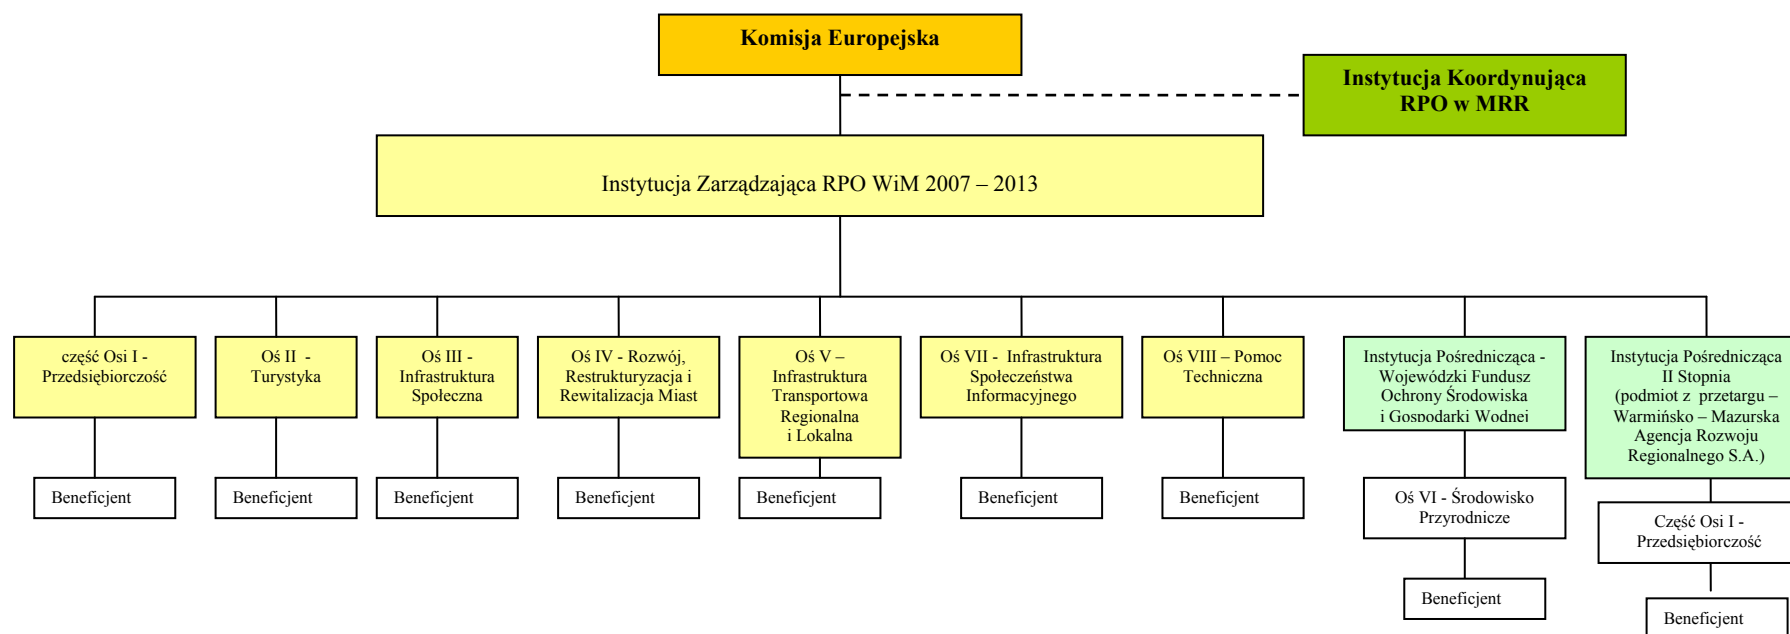 Komisja Europejska
Instytucja Koordynująca
RPO w MRR
Instytucja Zarządzająca RPO WiM 2007 – 2013
część Osi I -
Przedsiębiorczość
Oś II -
Turystyka
Oś III -
Infrastruktura
Społeczna
Oś IV - Rozwój,
Restrukturyzacja i
Rewitalizacja Miast
Oś V –
Infrastruktura
Transportowa
Regionalna
i Lokalna
Oś VII - Infrastruktura
Społeczeństwa
Informacyjnego
Oś VIII – Pomoc
Techniczna
Instytucja Pośrednicząca -
Wojewódzki Fundusz
Ochrony Środowiska
i Gospodarki Wodnej
Instytucja Pośrednicząca
II Stopnia
(podmiot z przetargu –
Warmińsko – Mazurska
Agencja Rozwoju
Regionalnego S.A.)
Beneficjent
Beneficjent
Beneficjent
Beneficjent
Beneficjent
Beneficjent
Beneficjent
Oś VI - Środowisko
Przyrodnicze
Część Osi I -
Przedsiębiorczość
Beneficjent
Beneficjent